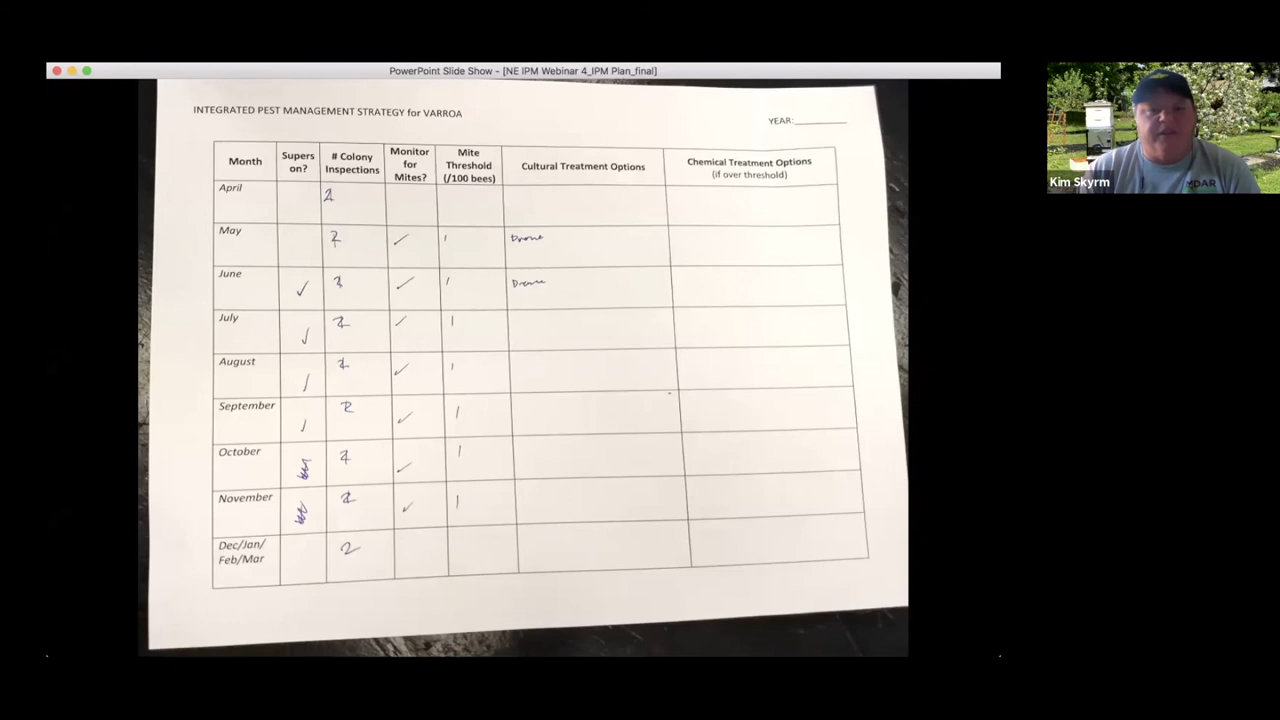 PowerPoint Slide Show - [NE IPM Webinar 4_IPM Plan_final]
INTEGRATED PEST MANAGEMENT STRATEGY for VARROA
YEAR:________
Month Supers on? # Colony Inspections Monitor for Mites? Mite Threshold (/100 bees) Cultural Treatment Options Chemical Treatment Options (if over threshold)
April 2
May 2 ✓ 1 Drone
June ✓ ✓ 1 Drone
July ✓ 2 ✓ 1
August ✓ 2 ✓ 1
September ✓ 2 ✓ 1
October 2 ✓ 1
November 2 ✓ 1
Dec/Jan/
Feb/Mar 2
Kim Skyrm